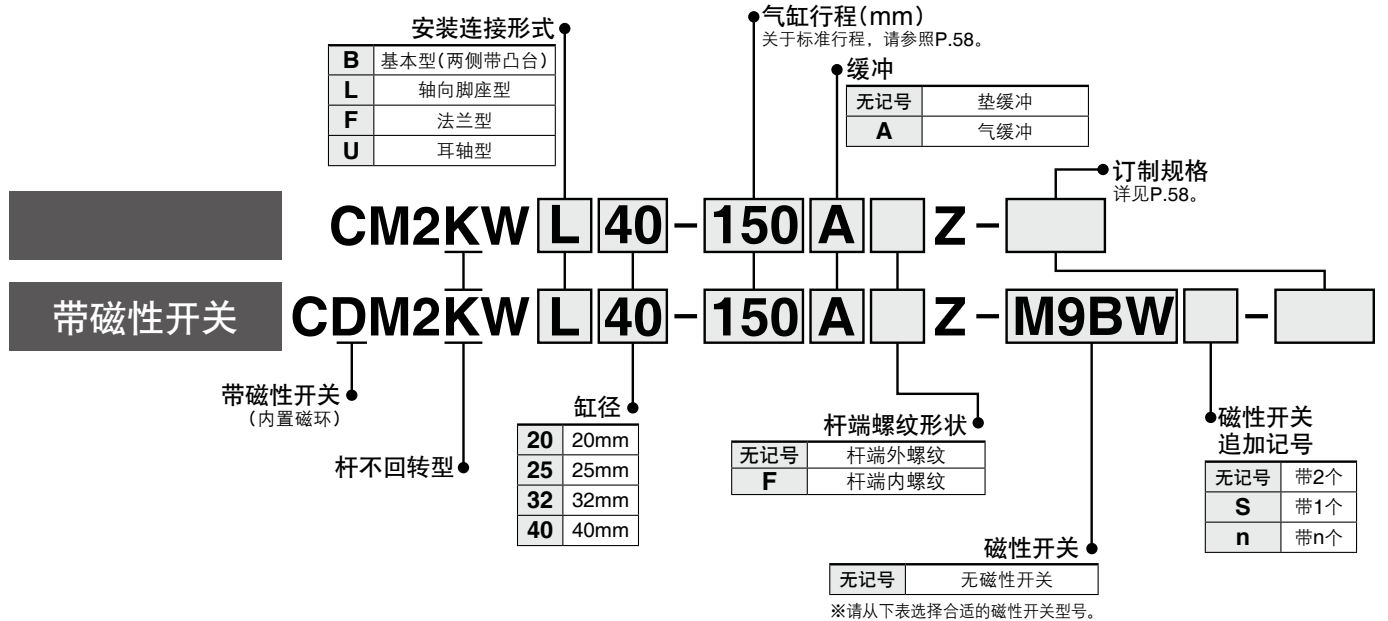 安装连接形式
B 基本型(两侧带凸台)
L 轴向脚座型
F 法兰型
U 耳轴型
气缸行程(mm)
关于标准行程，请参照P.58。
缓冲
无记号 垫缓冲
A 气缓冲
订制规格
详见P.58。
CM2KW L 40 - 150 A Z -
带磁性开关 CDM2KW L 40 - 150 A Z - M9BW -
带磁性开关
(内置磁环)
杆不回转型
缸径
20 20mm
25 25mm
32 32mm
40 40mm
杆端螺纹形状
无记号 杆端外螺纹
F 杆端内螺纹
磁性开关
无记号 无磁性开关
※请从下表选择合适的磁性开关型号。
磁性开关
追加记号
无记号 带2个
S 带1个
n 带n个